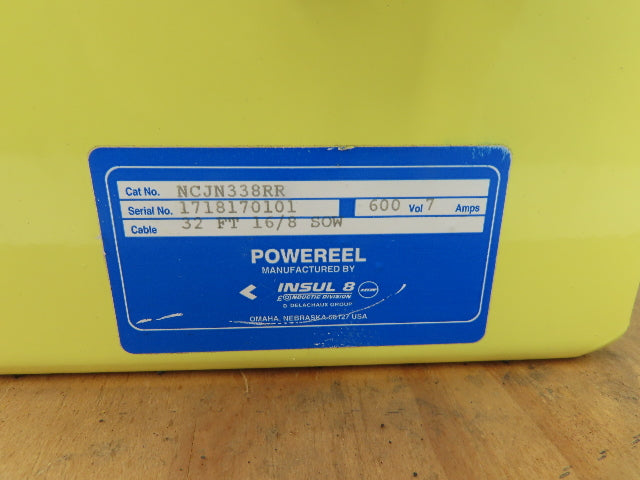 Cat No. NCJN338RR
Serial No. 1718170101 600 Vol 7 Amps
Cable 32 FT 16/8 SOW
POWEREEL
MANUFACTURED BY
INSUL 8
CONDUCTIC DIVISION
DELACHAUX GROUP
OMAHA, NEBRASKA 68127 USA